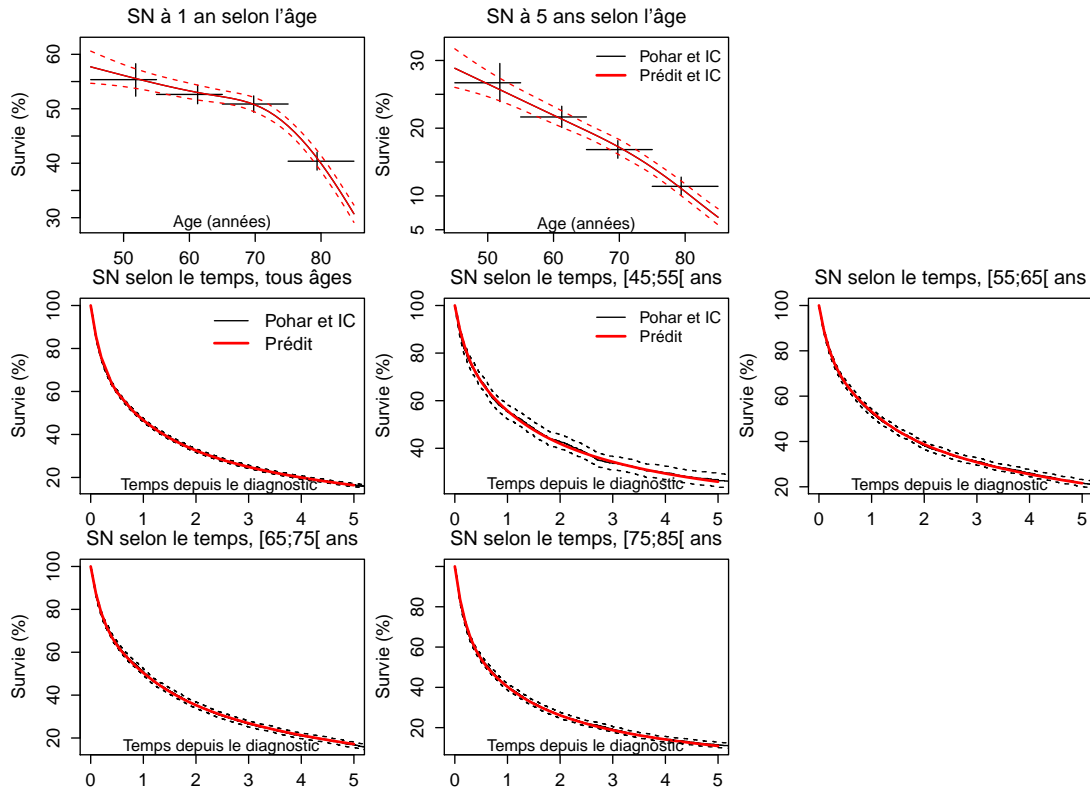 SN à 1 an selon l'âge
Survie (%)
30
40
50
60
Age (années)
50
60
70
80
SN à 5 ans selon l'âge
Pohar et IC
Prédit et IC
Survie (%)
5
10
20
30
Age (années)
50
60
70
80
SN selon le temps, tous âges
Pohar et IC
Prédit
Survie (%)
20
40
60
80
100
Temps depuis le diagnostic
0 1 2 3 4 5
SN selon le temps, [45;55[ ans
Pohar et IC
Prédit
Survie (%)
40
60
80
100
Temps depuis le diagnostic
0 1 2 3 4 5
SN selon le temps, [55;65[ ans
Survie (%)
20
40
60
80
100
Temps depuis le diagnostic
0 1 2 3 4 5
SN selon le temps, [65;75[ ans
Survie (%)
20
40
60
80
100
Temps depuis le diagnostic
0 1 2 3 4 5
SN selon le temps, [75;85[ ans
Survie (%)
20
40
60
80
Temps depuis le diagnostic
0 1 2 3 4 5